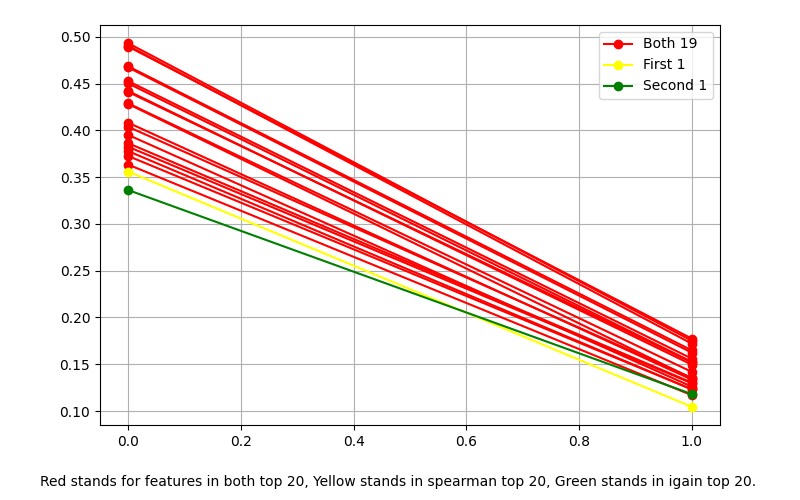 0.50
0.45
0.40
0.35
0.30
0.25
0.20
0.15
0.10
Both 19
First 1
Second 1
0.0 0.2 0.4 0.6 0.8 1.0
Red stands for features in both top 20, Yellow stands in spearman top 20, Green stands in igain top 20.